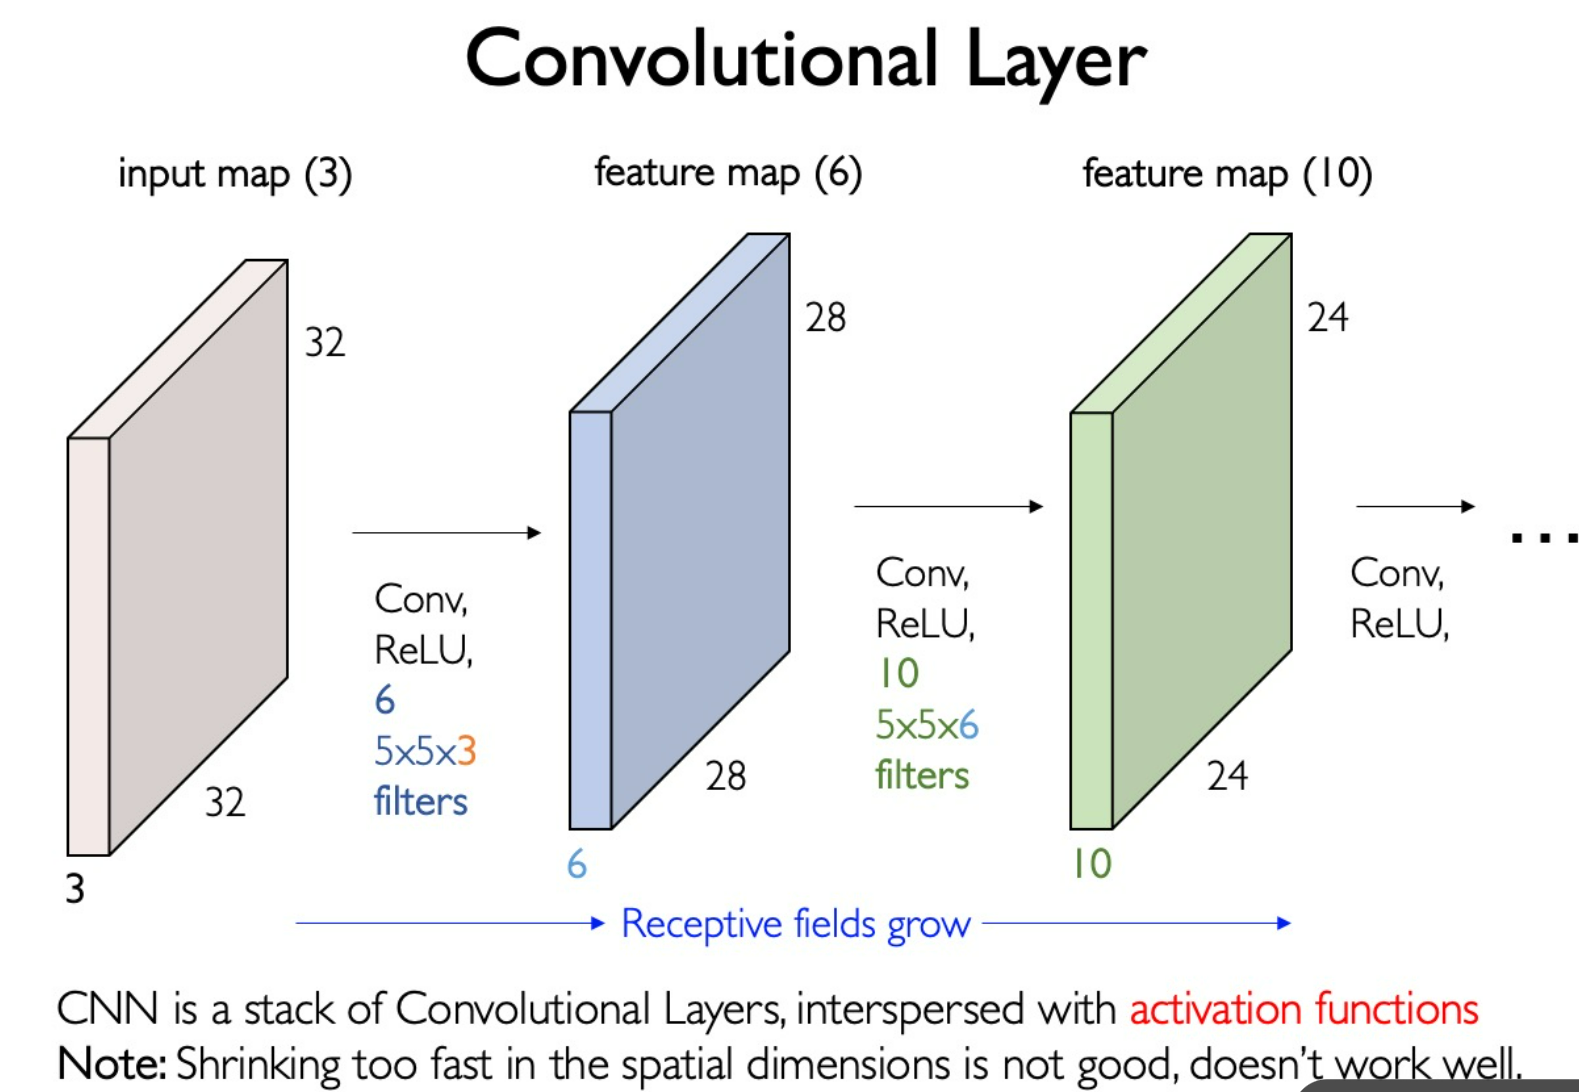 Convolutional Layer
input map (3)
feature map (6)
feature map (10)
32
32
3
Conv,
ReLU,
6
5x5x3
filters
28
28
6
Conv,
ReLU,
10
5x5x6
filters
24
24
10
Conv,
ReLU,
...
Receptive fields grow
CNN is a stack of Convolutional Layers, interspersed with activation functions
Note: Shrinking too fast in the spatial dimensions is not good, doesn't work well.